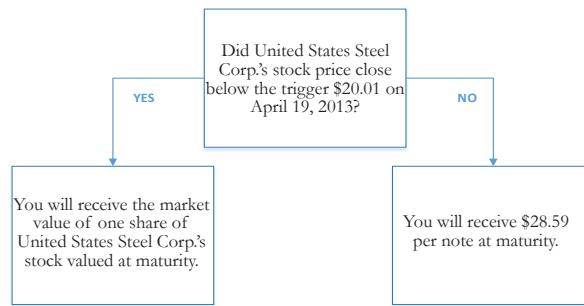 Did United States Steel
Corp.'s stock price close
below the trigger $20.01 on
April 19, 2013?
YES
NO
You will receive the market
value of one share of
United States Steel Corp.'s
stock valued at maturity.
You will receive $28.59
per note at maturity.